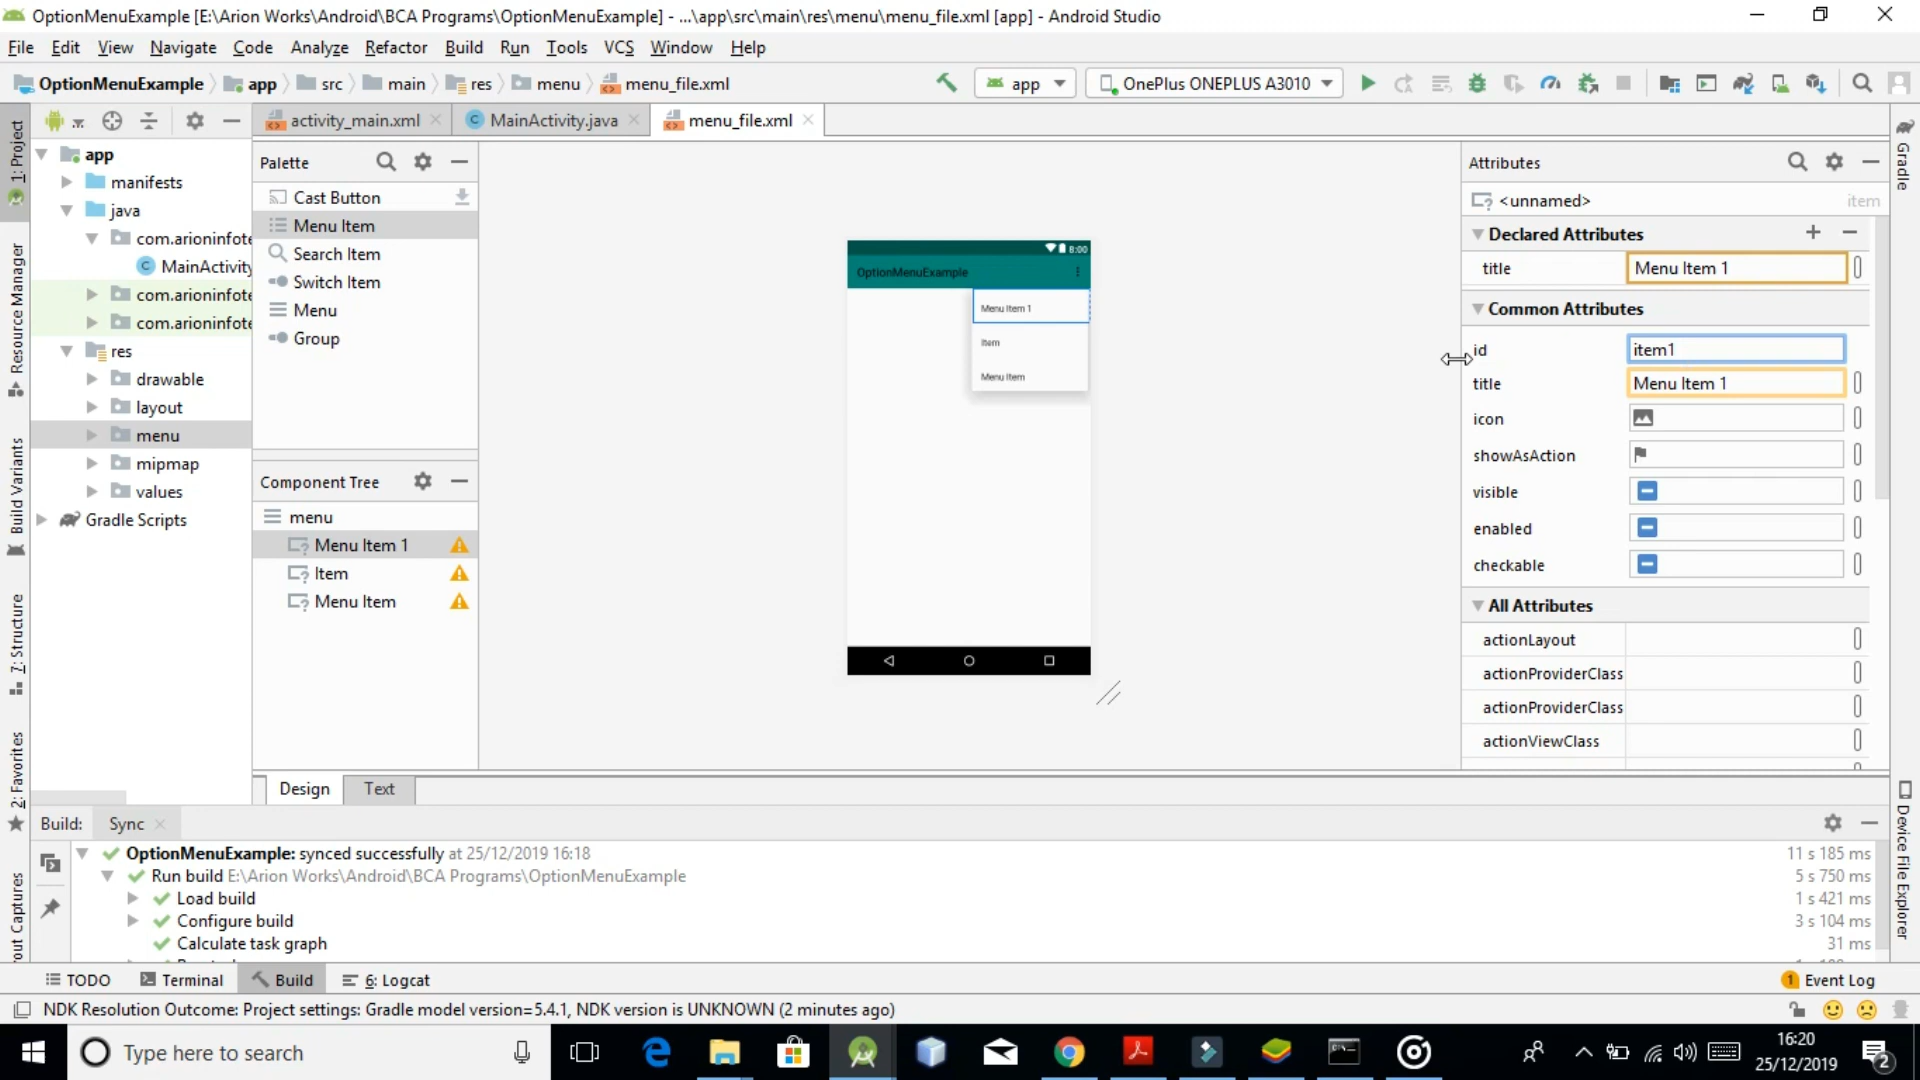 OptionMenuExample [E:\Arion Works\Android\BCA Programs\OptionMenuExample] - ...\app\src\main\res\menu\menu_file.xml [app] - Android Studio
File Edit View Navigate Code Analyze Refactor Build Run Tools VCS Window Help
OptionMenuExample app src main res menu menu_file.xml
app
OnePlus ONEPLUS A3010
activity_main.xml
MainActivity.java
menu_file.xml
1: Project
Resource Manager
Build Variants
7: Structure
2: Favorites
out Captures
app
manifests
java
com.arioninfote
MainActivity
com.arioninfote
com.arioninfote
res
drawable
layout
menu
mipmap
values
Gradle Scripts
Palette
Cast Button
Menu Item
Search Item
Switch Item
Menu
Group
Component Tree
menu
Menu Item 1
Item
Menu Item
8:00
OptionMenuExample
Menu Item 1
Item
Menu Item
Attributes
<unnamed> item
Declared Attributes
title Menu Item 1
Common Attributes
id item1
title Menu Item 1
icon
showAsAction
visible
enabled
checkable
All Attributes
actionLayout
actionProviderClass
actionProviderClass
actionViewClass
Gradle
Device File Explorer
Design Text
Build: Sync
OptionMenuExample: synced successfully at 25/12/2019 16:18 11 s 185 ms
Run build E:\Arion Works\Android\BCA Programs\OptionMenuExample 5 s 750 ms
Load build 1 s 421 ms
Configure build 3 s 104 ms
Calculate task graph 31 ms
TODO Terminal Build 6: Logcat 1 Event Log
NDK Resolution Outcome: Project settings: Gradle model version=5.4.1, NDK version is UNKNOWN (2 minutes ago)
Type here to search
16:20
25/12/2019
2